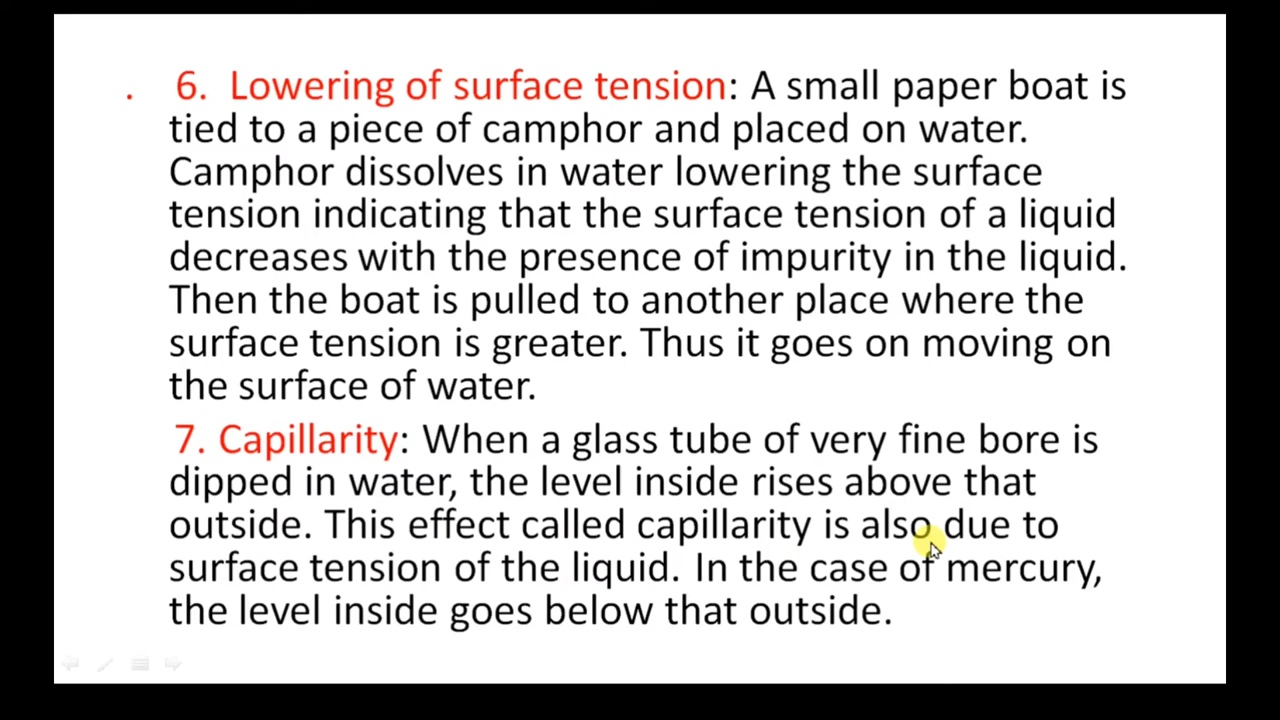 . 6. Lowering of surface tension: A small paper boat is
tied to a piece of camphor and placed on water.
Camphor dissolves in water lowering the surface
tension indicating that the surface tension of a liquid
decreases with the presence of impurity in the liquid.
Then the boat is pulled to another place where the
surface tension is greater. Thus it goes on moving on
the surface of water.
7. Capillarity: When a glass tube of very fine bore is
dipped in water, the level inside rises above that
outside. This effect called capillarity is also due to
surface tension of the liquid. In the case of mercury,
the level inside goes below that outside.